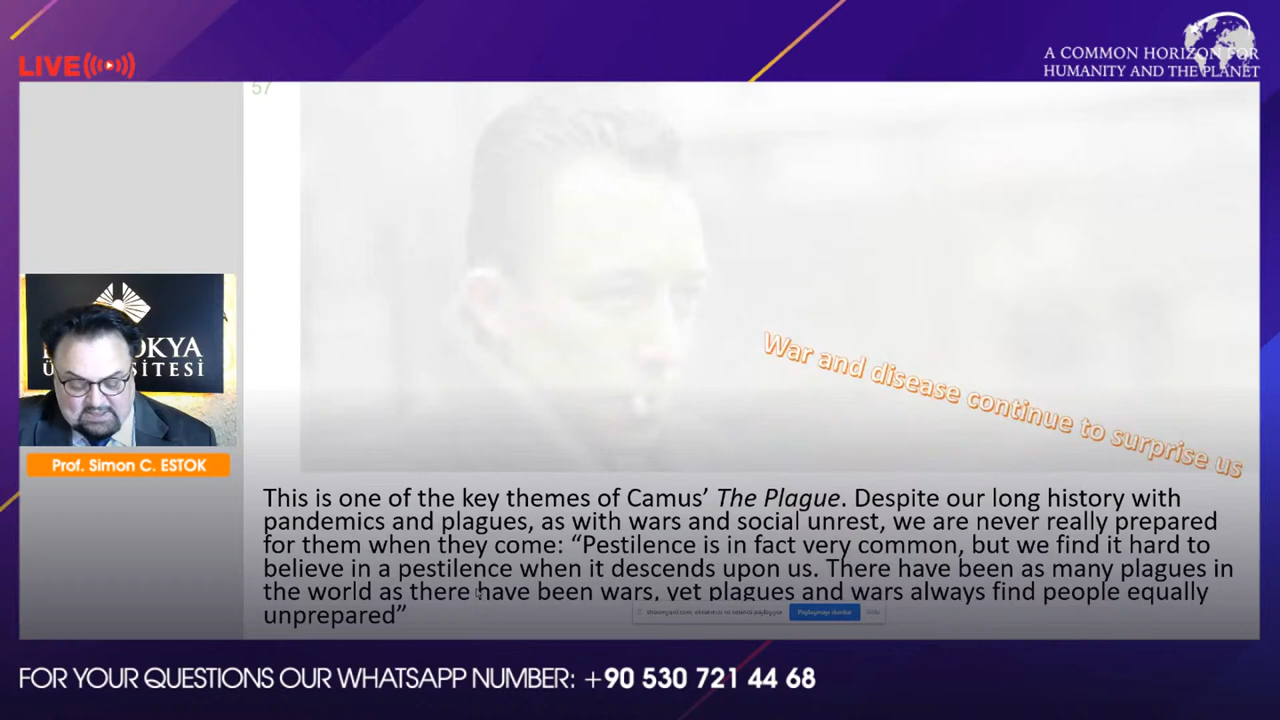 LIVE
A COMMON HORIZON FOR
HUMANITY AND THE PLANET
57
OKYA
SİTESİ
Prof. Simon C. ESTOK
War and disease continue to surprise us
This is one of the key themes of Camus’ The Plague. Despite our long history with
pandemics and plagues, as with wars and social unrest, we are never really prepared
for them when they come: “Pestilence is in fact very common, but we find it hard to
believe in a pestilence when it descends upon us. There have been as many plagues in
the world as there have been wars, yet plagues and wars always find people equally
unprepared”
Paylaşmayı durdur
FOR YOUR QUESTIONS OUR WHATSAPP NUMBER: +90 530 721 44 68